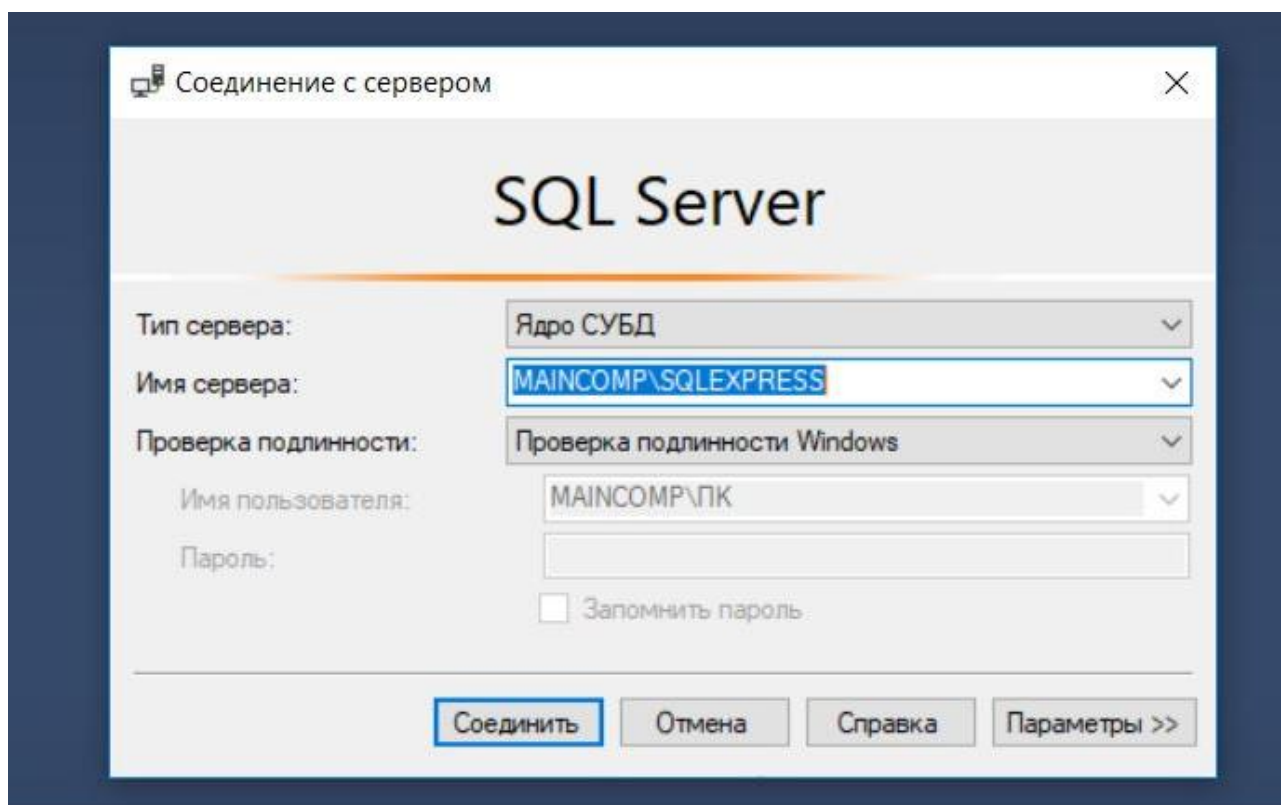 Соединение с сервером
SQL Server
Тип сервера: Ядро СУБД
Имя сервера: MAINCOMP\SQLEXPRESS
Проверка подлинности: Проверка подлинности Windows
Имя пользователя: MAINCOMP\ПК
Пароль:
Запомнить пароль
Соединить Отмена Справка Параметры >>